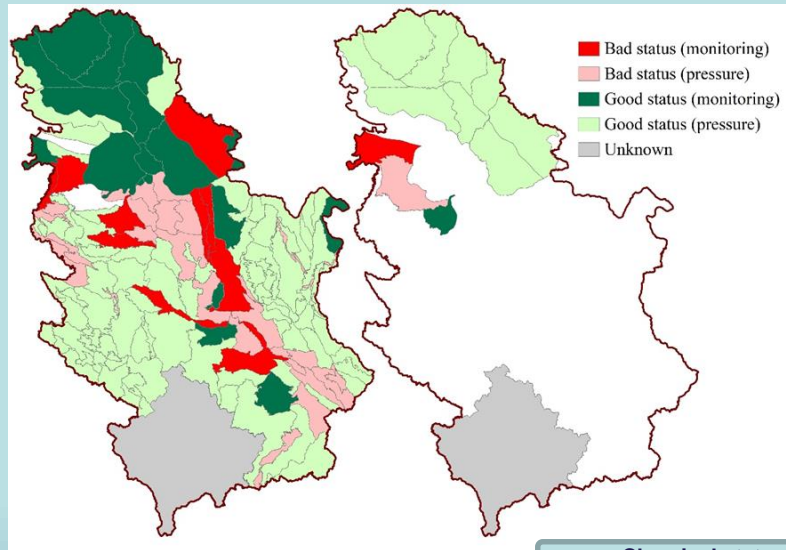 Bad status (monitoring)
Bad status (pressure)
Good status (monitoring)
Good status (pressure)
Unknown